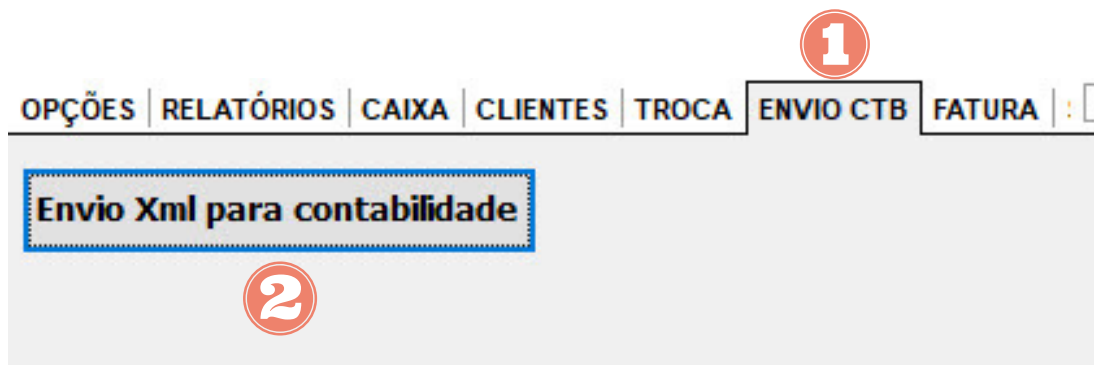 1
OPÇÕES RELATÓRIOS CAIXA CLIENTES TROCA ENVIO CTB FATURA
Envio Xml para contabilidade
2